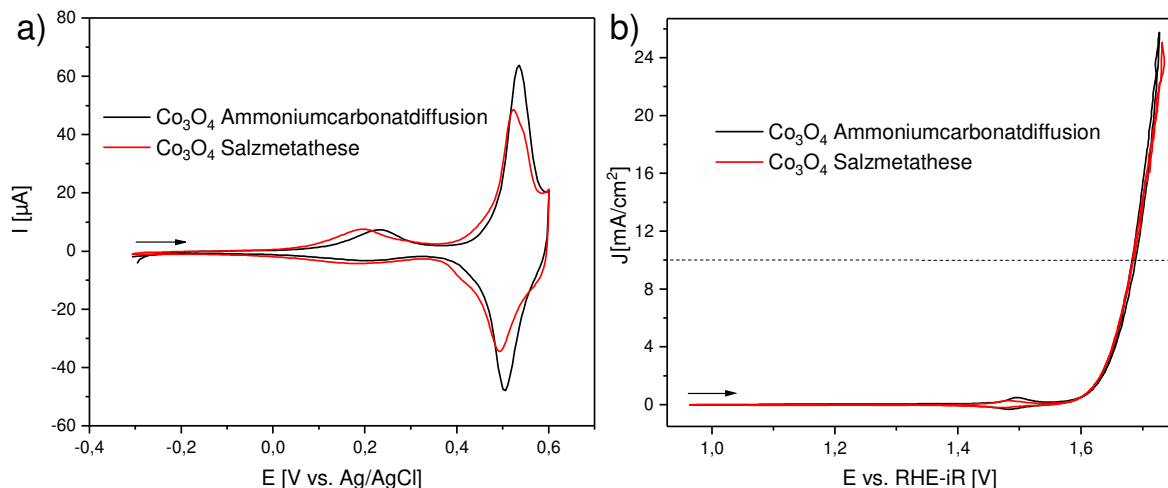 a)
80
60
40
20
0
-20
-40
-60
I [µA]
Co₃O₄ Ammoniumcarbonatdiffusion
Co₃O₄ Salzmetathese
-0,4 -0,2 0,0 0,2 0,4 0,6
E [V vs. Ag/AgCl]
b)
24
20
16
12
8
4
0
J[mA/cm²]
Co₃O₄ Ammoniumcarbonatdiffusion
Co₃O₄ Salzmetathese
1,0 1,2 1,4 1,6
E vs. RHE-iR [V]